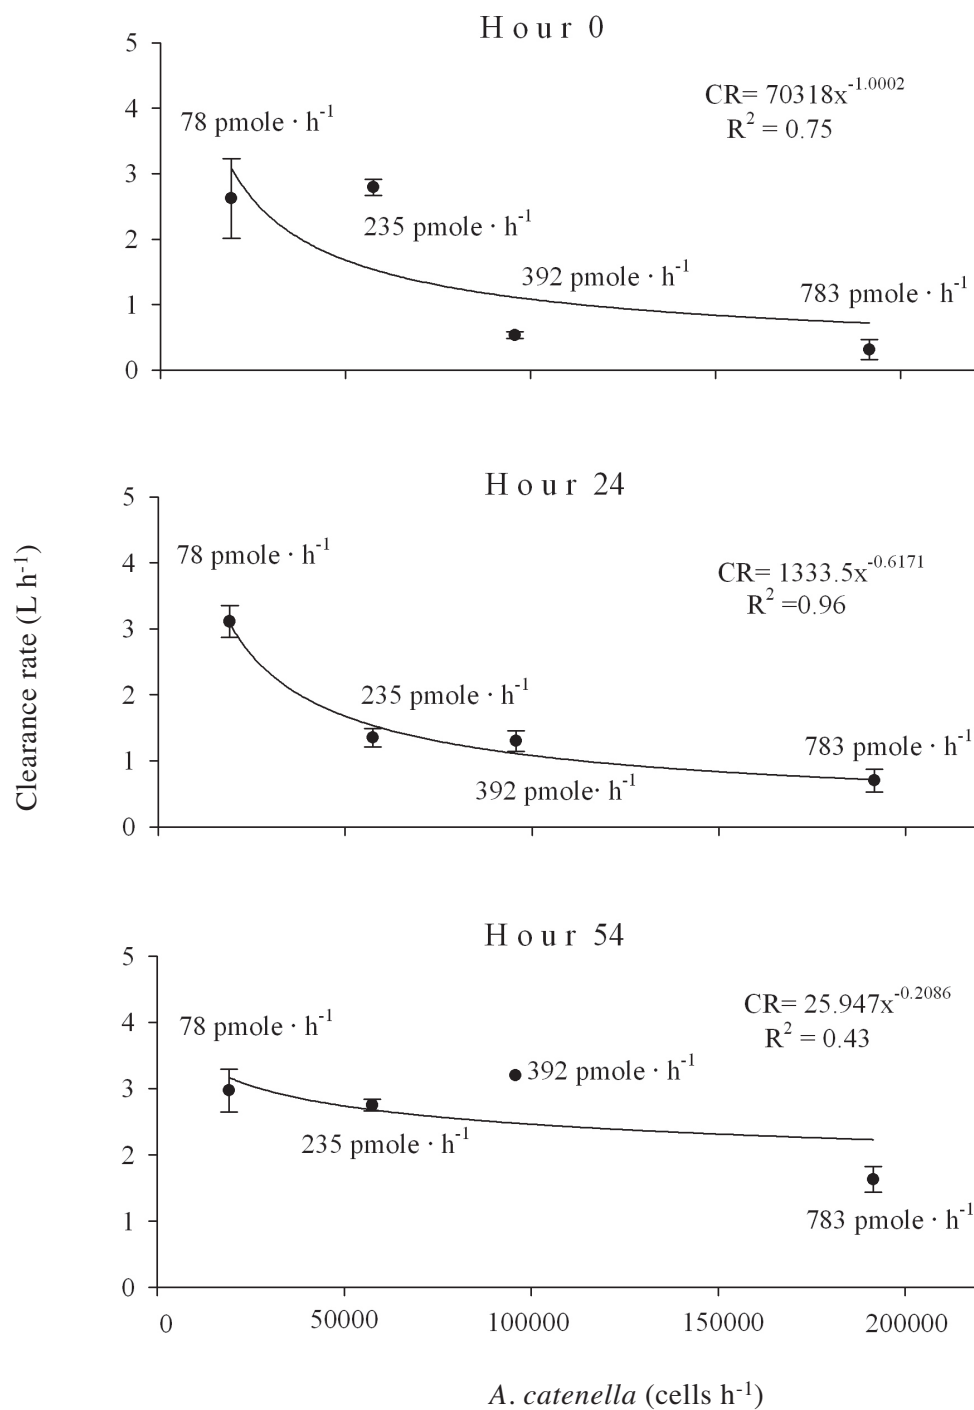 Hour 0
5
4
3
2
1
0
CR= 70318x^-1.0002
R^2 = 0.75
78 pmole · h^-1
235 pmole · h^-1
392 pmole · h^-1
783 pmole · h^-1
Hour 24
5
4
3
2
1
0
78 pmole · h^-1
CR= 1333.5x^-0.6171
R^2 =0.96
235 pmole · h^-1
783 pmole · h^-1
392 pmole· h^-1
Clearance rate (L h^-1)
Hour 54
5
4
3
2
1
0
CR= 25.947x^-0.2086
R^2 = 0.43
78 pmole · h^-1
392 pmole · h^-1
235 pmole · h^-1
783 pmole · h^-1
0 50000 100000 150000 200000
A. catenella (cells h^-1)